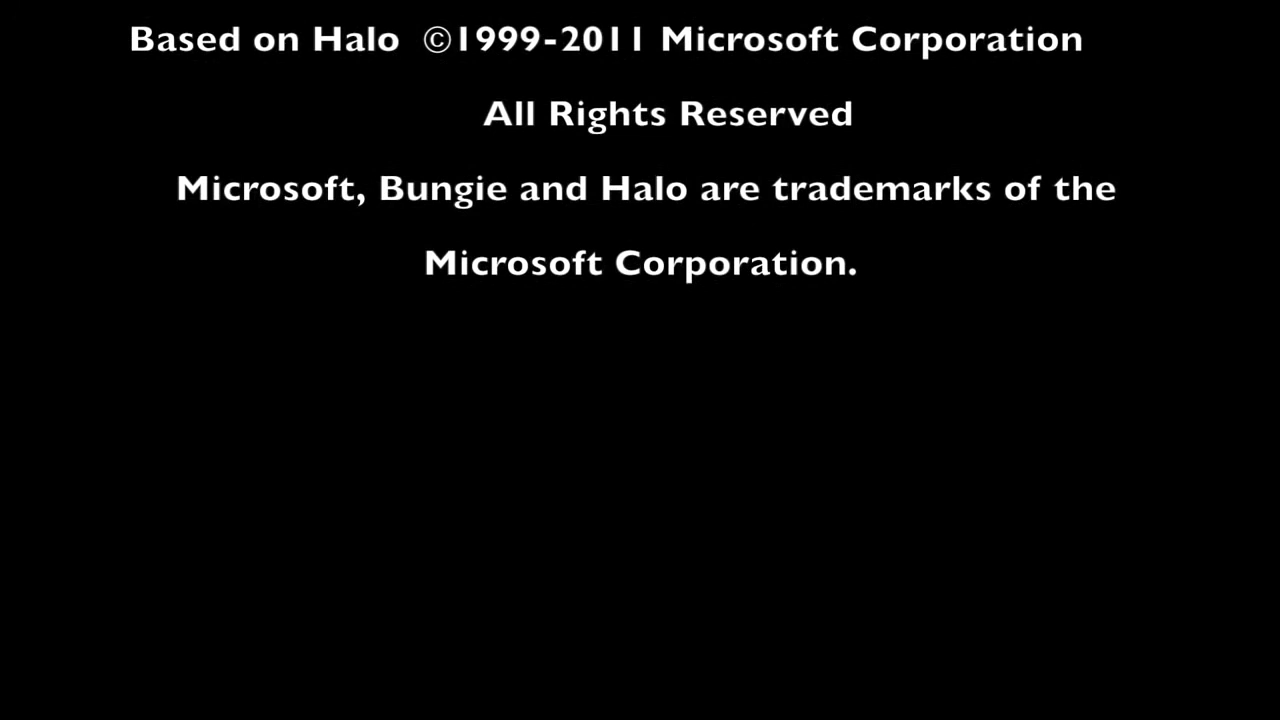 Based on Halo ©1999-2011 Microsoft Corporation
All Rights Reserved
Microsoft, Bungie and Halo are trademarks of the
Microsoft Corporation.